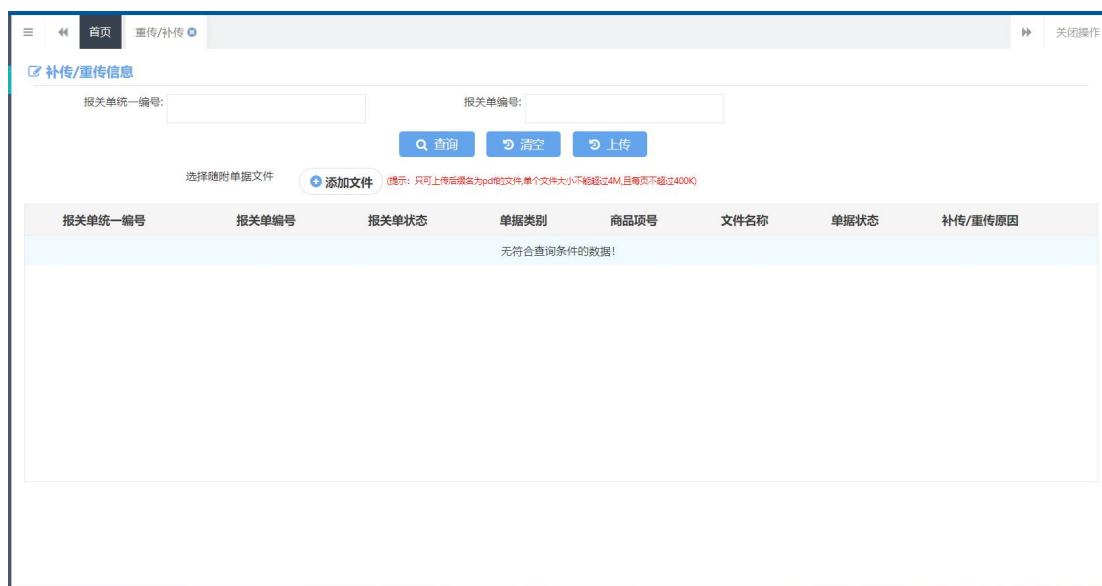 首页 重传/补传 关闭操作
补传/重传信息
报关单统一编号: 报关单编号:
查询 清空 上传
选择随附单据文件 添加文件 (提示：只可上传后缀名为pdf的文件,单个文件大小不能超过4M,且每页不超过400K)
报关单统一编号 报关单编号 报关单状态 单据类别 商品项号 文件名称 单据状态 补传/重传原因
无符合查询条件的数据!